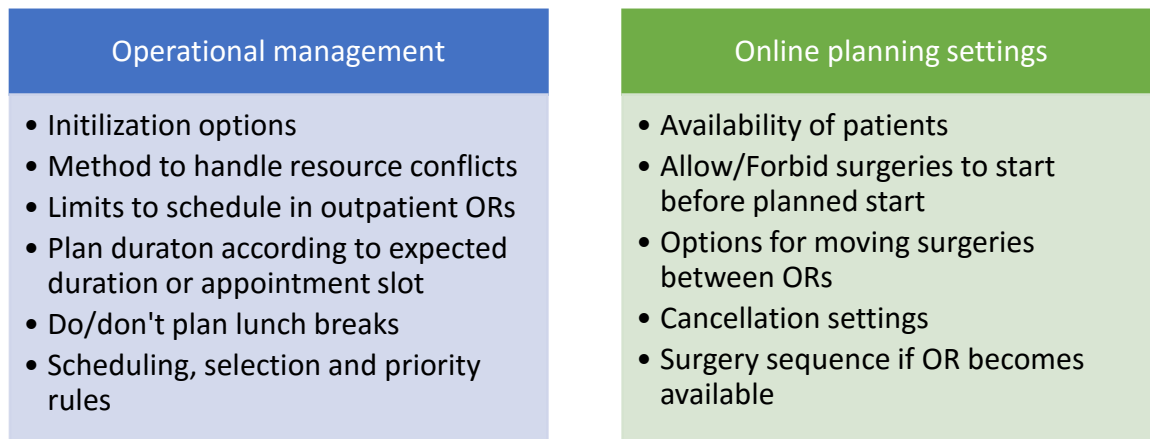 Operational management
• Initilization options
• Method to handle resource conflicts
• Limits to schedule in outpatient ORs
• Plan duraton according to expected
duration or appointment slot
• Do/don't plan lunch breaks
• Scheduling, selection and priority
rules
Online planning settings
• Availability of patients
• Allow/Forbid surgeries to start
before planned start
• Options for moving surgeries
between ORs
• Cancellation settings
• Surgery sequence if OR becomes
available